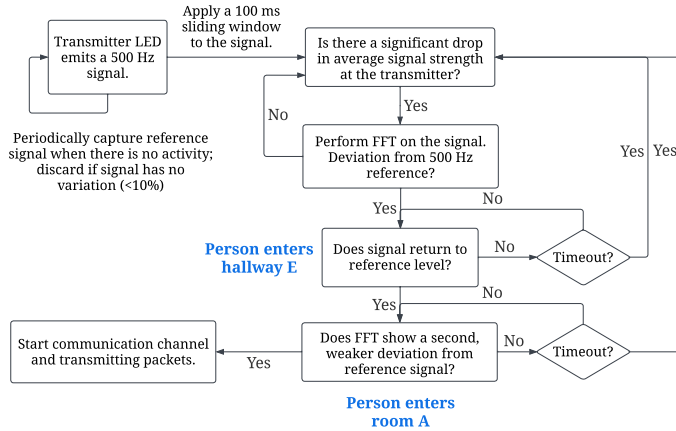 Apply a 100 ms
sliding window
to the signal.
Transmitter LED
emits a 500 Hz
signal.
Is there a significant drop
in average signal strength
at the transmitter?
No
Yes
Periodically capture reference
signal when there is no activity;
discard if signal has no
variation (<10%)
Perform FFT on the signal.
Deviation from 500 Hz
reference?
Yes
Yes
Yes
No
Person enters
hallway E
Does signal return to
reference level?
No
Timeout?
Yes
No
Start communication channel
and transmitting packets.
Yes
Does FFT show a second,
weaker deviation from
reference signal?
No
Timeout?
Person enters
room A